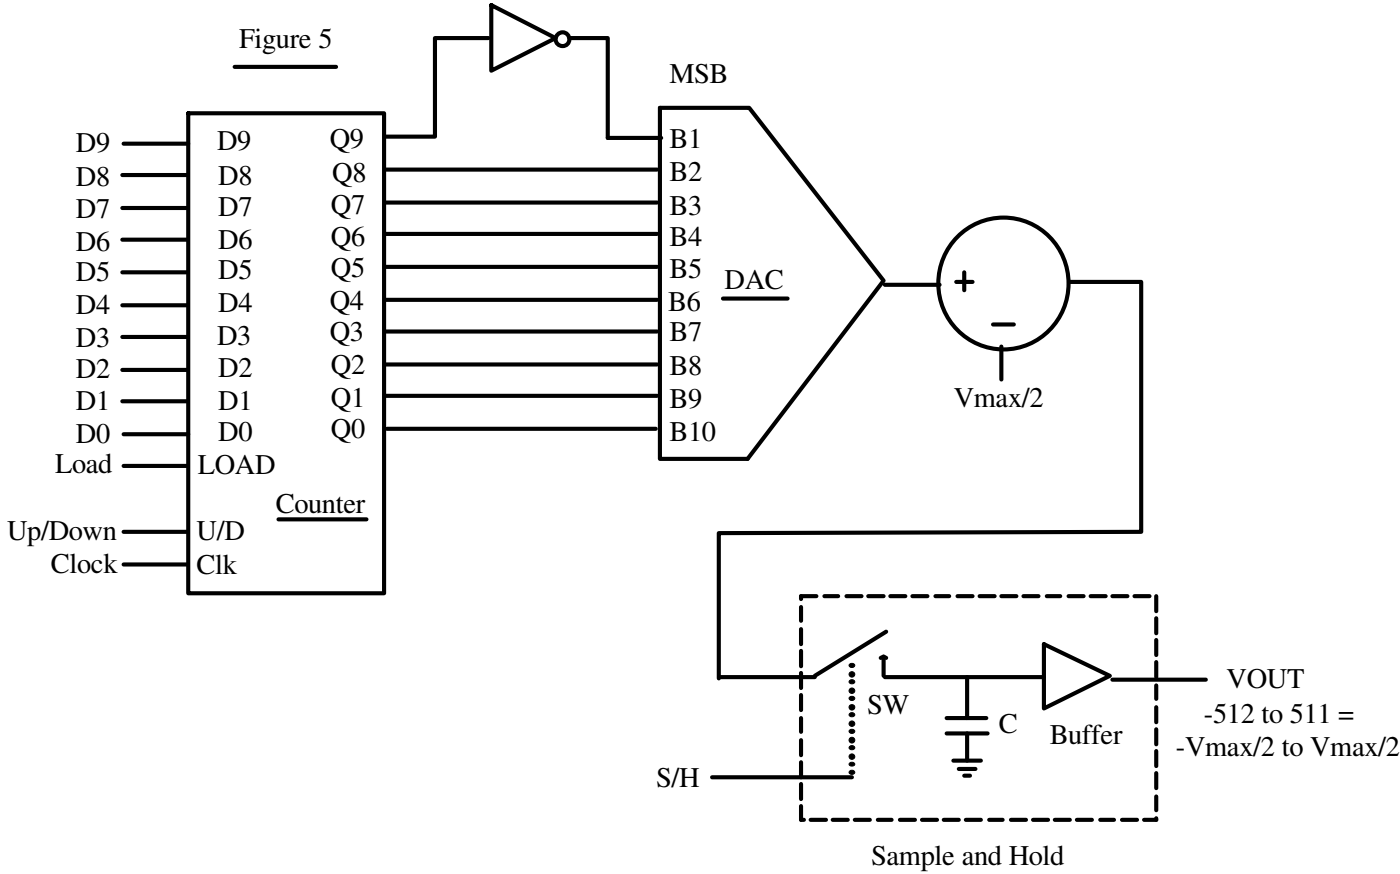 Figure 5
MSB
D9 D9 Q9 B1
D8 D8 Q8 B2
D7 D7 Q7 B3
D6 D6 Q6 B4
D5 D5 Q5 B5
D4 D4 Q4 B6
DAC
D3 D3 Q3 B7
D2 D2 Q2 B8
D1 D1 Q1 B9
D0 D0 Q0 B10
+
−
Vmax/2
Load LOAD
Counter
Up/Down U/D
Clock Clk
SW
C
Buffer
S/H
VOUT
-512 to 511 =
-Vmax/2 to Vmax/2
Sample and Hold